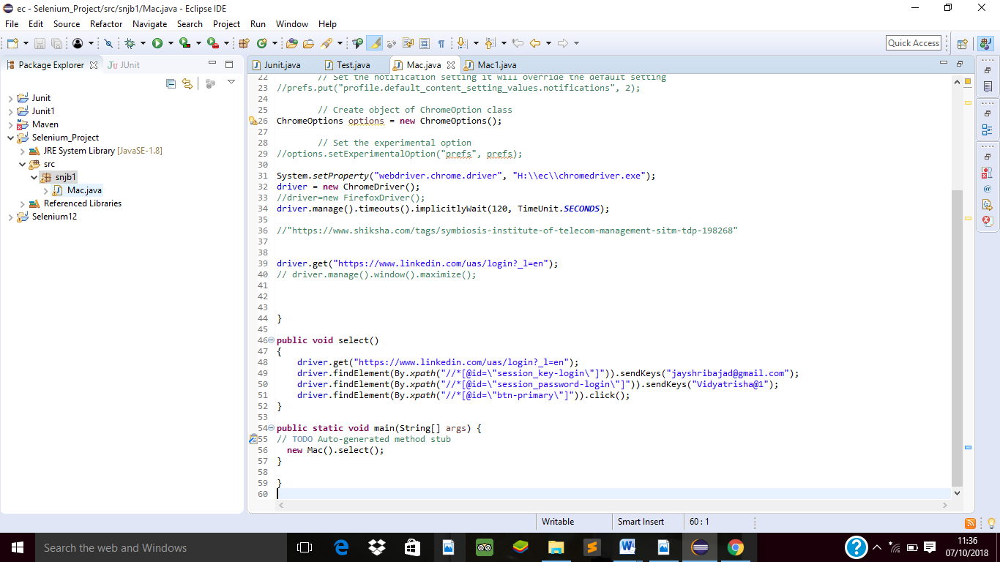 ec - Selenium_Project/src/snjb1/Mac.java - Eclipse IDE
File Edit Source Refactor Navigate Search Project Run Window Help
Quick Access
Package Explorer JUnit
Junit
Junit1
Maven
Selenium_Project
JRE System Library [JavaSE-1.8]
src
snjb1
Mac.java
Referenced Libraries
Selenium12
Junit.java Test.java Mac.java Mac1.java
22 // Set the notification setting it will override the default setting
23 //prefs.put("profile.default_content_setting_values.notifications", 2);
24
25 // Create object of ChromeOption class
26 ChromeOptions options = new ChromeOptions();
27
28 // Set the experimental option
29 //options.setExperimentalOption("prefs", prefs);
30
31 System.setProperty("webdriver.chrome.driver", "H:\\ec\\chromedriver.exe");
32 driver = new ChromeDriver();
33 //driver=new FirefoxDriver();
34 driver.manage().timeouts().implicitlyWait(120, TimeUnit.SECONDS);
35
36 //"https://www.shiksha.com/tags/symbiosis-institute-of-telecom-management-sitm-tdp-198268"
37
38
39 driver.get("https://www.linkedin.com/uas/login?_l=en");
40 // driver.manage().window().maximize();
41
42
43
44 }
45
46 public void select()
47 {
48 driver.get("https://www.linkedin.com/uas/login?_l=en");
49 driver.findElement(By.xpath("//*[@id=\"session_key-login\"]")).sendKeys("jayshribajad@gmail.com");
50 driver.findElement(By.xpath("//*[@id=\"session_password-login\"]")).sendKeys("Vidyatrisha@1");
51 driver.findElement(By.xpath("//*[@id=\"btn-primary\"]")).click();
52 }
53
54 public static void main(String[] args) {
55 // TODO Auto-generated method stub
56 new Mac().select();
57 }
58
59 }
60
Writable Smart Insert 60 : 1
Search the web and Windows
11:36
07/10/2018